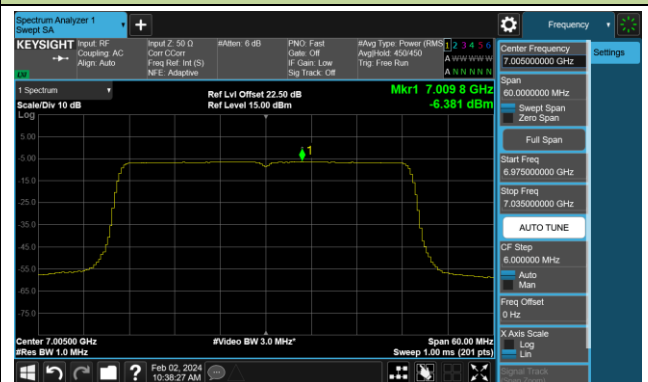 Spectrum Analyzer 1
Swept SA
Frequency
KEYSIGHT
Input: RF
Coupling: AC
Align: Auto
Input Z: 50 Ω
Corr CCorr
Freq Ref: Int (S)
NFE: Adaptive
#Atten: 6 dB
PNO: Fast
Gate: Off
IF Gain: Low
Sig Track: Off
#Avg Type: Power (RMS
Avg|Hold: 450/450
Trig: Free Run
1 2 3 4 5 6
A W W W W W
A N N N N N
Settings
1 Spectrum
Scale/Div 10 dB
Ref Lvl Offset 22.50 dB
Ref Level 15.00 dBm
Mkr1 7.009 8 GHz
-6.381 dBm
Log
5.00
-5.00
-15.0
-25.0
-35.0
-45.0
-55.0
-65.0
-75.0
1
Center 7.00500 GHz
#Res BW 1.0 MHz
#Video BW 3.0 MHz*
Span 60.00 MHz
Sweep 1.00 ms (201 pts)
Feb 02, 2024
10:38:27 AM
Center Frequency
7.005000000 GHz
Span
60.0000000 MHz
Swept Span
Zero Span
Full Span
Start Freq
6.975000000 GHz
Stop Freq
7.035000000 GHz
AUTO TUNE
CF Step
6.000000 MHz
Auto
Man
Freq Offset
0 Hz
X Axis Scale
Log
Lin
Signal Track